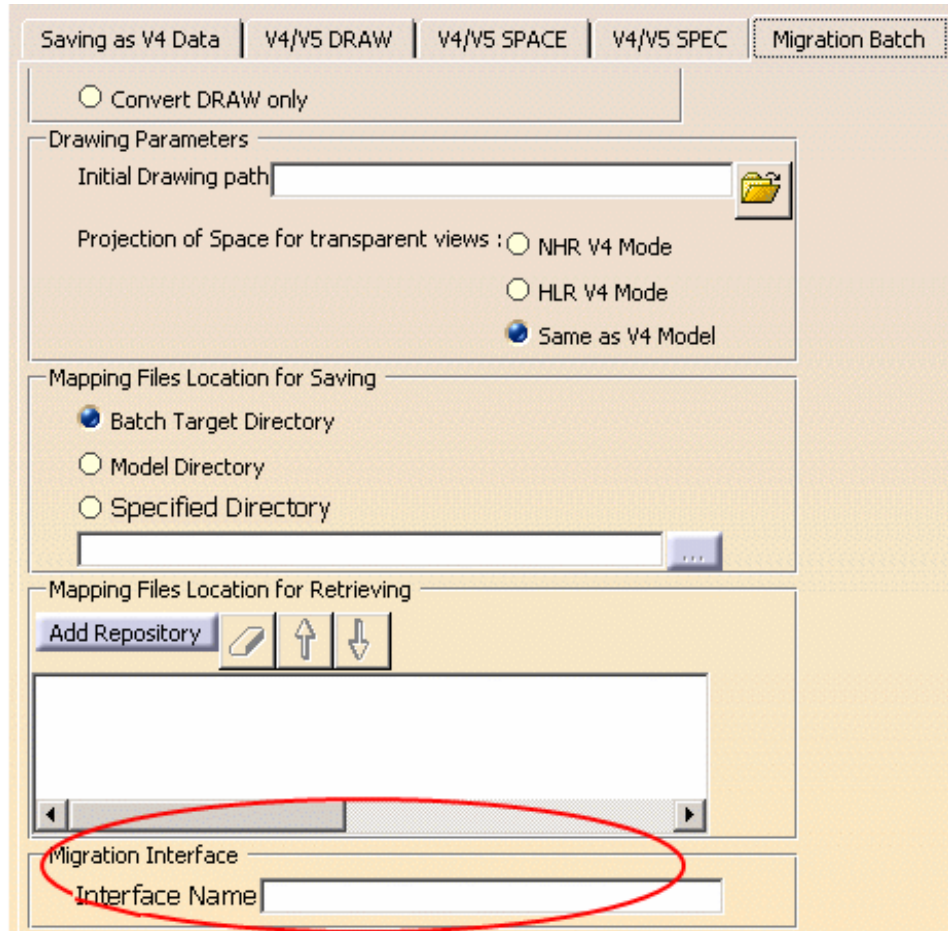 Saving as V4 Data V4/V5 DRAW V4/V5 SPACE V4/V5 SPEC Migration Batch
Convert DRAW only
Drawing Parameters
Initial Drawing path
Projection of Space for transparent views : NHR V4 Mode
HLR V4 Mode
Same as V4 Model
Mapping Files Location for Saving
Batch Target Directory
Model Directory
Specified Directory
...
Mapping Files Location for Retrieving
Add Repository
Migration Interface
Interface Name